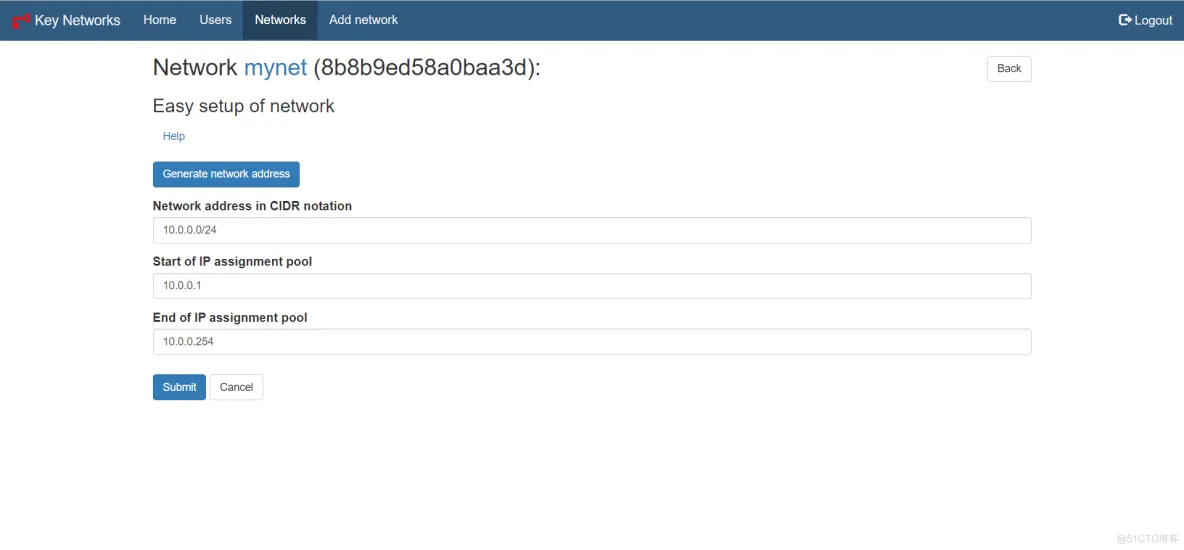 Key Networks Home Users Networks Add network Logout
Network mynet (8b8b9ed58a0baa3d): Back
Easy setup of network
Help
Generate network address
Network address in CIDR notation
10.0.0.0/24
Start of IP assignment pool
10.0.0.1
End of IP assignment pool
10.0.0.254
Submit Cancel
@51CTO博客